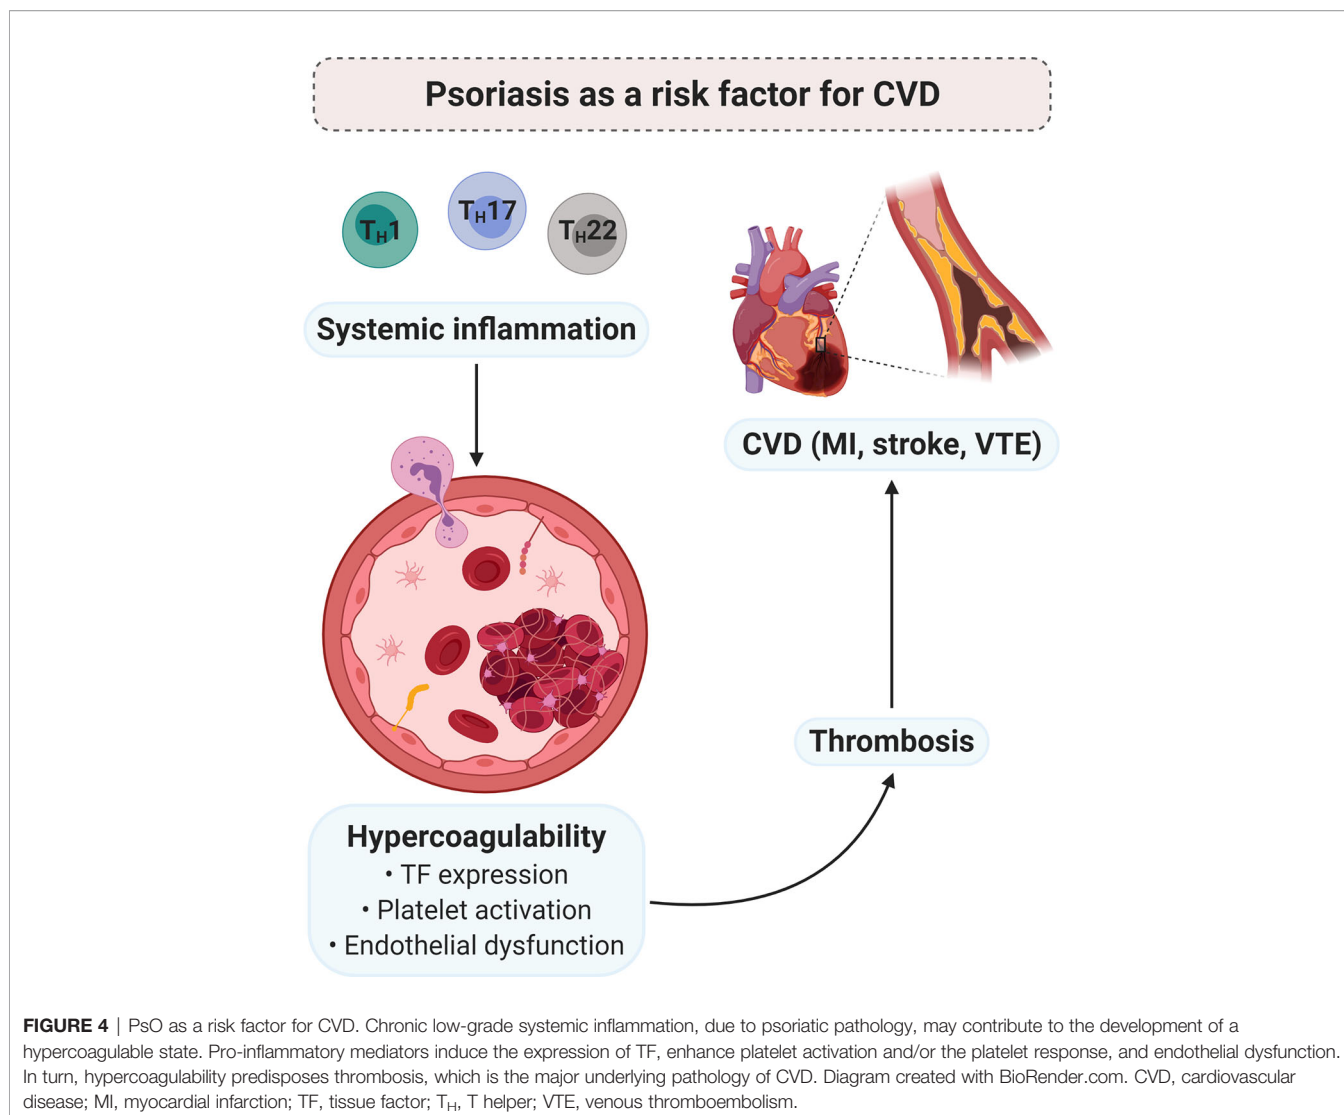 Psoriasis as a risk factor for CVD
TH1
TH17
TH22
Systemic inflammation
CVD (MI, stroke, VTE)
Thrombosis
Hypercoagulability
• TF expression
• Platelet activation
• Endothelial dysfunction
FIGURE 4 | PsO as a risk factor for CVD. Chronic low-grade systemic inflammation, due to psoriatic pathology, may contribute to the development of a
hypercoagulable state. Pro-inflammatory mediators induce the expression of TF, enhance platelet activation and/or the platelet response, and endothelial dysfunction.
In turn, hypercoagulability predisposes thrombosis, which is the major underlying pathology of CVD. Diagram created with BioRender.com. CVD, cardiovascular
disease; MI, myocardial infarction; TF, tissue factor; TH, T helper; VTE, venous thromboembolism.